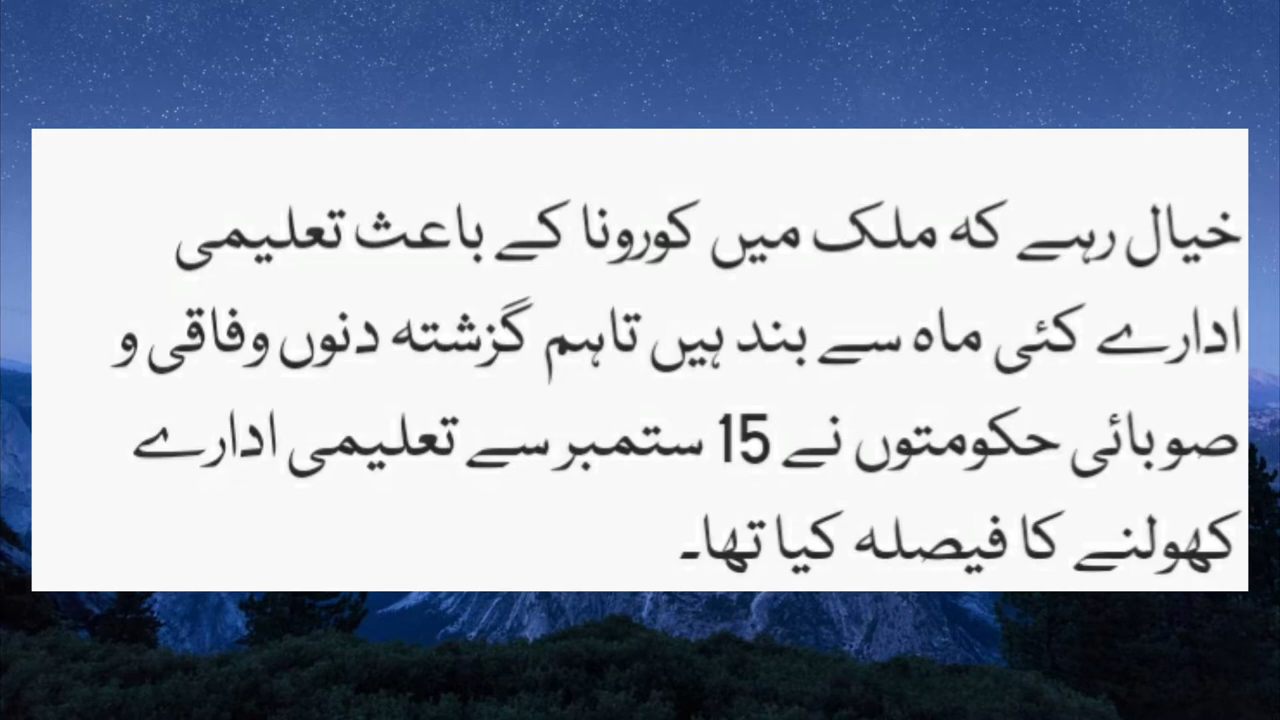 خیال رہے کہ ملک میں کورونا کے باعث تعلیمی
ادارے کئی ماہ سے بند ہیں تاہم گزشتہ دنوں وفاقی و
صوبائی حکومتوں نے 15 ستمبر سے تعلیمی ادارے
کھولنے کا فیصلہ کیا تھا۔